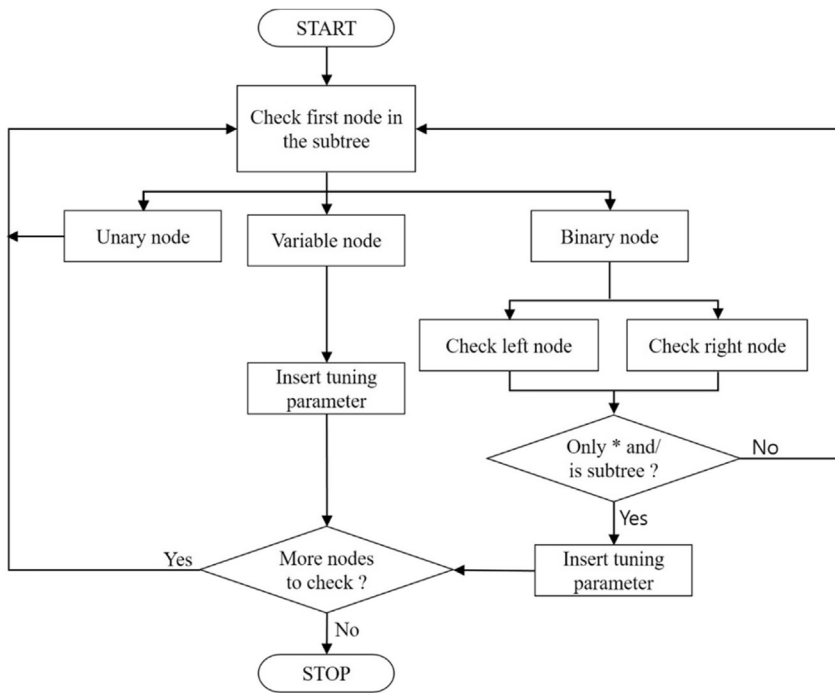 START
Check first node in
the subtree
Unary node
Variable node
Binary node
Check left node
Check right node
Insert tuning
parameter
Only * and/
is subtree ?
No
Yes
Yes
More nodes
to check ?
Insert tuning
parameter
No
STOP